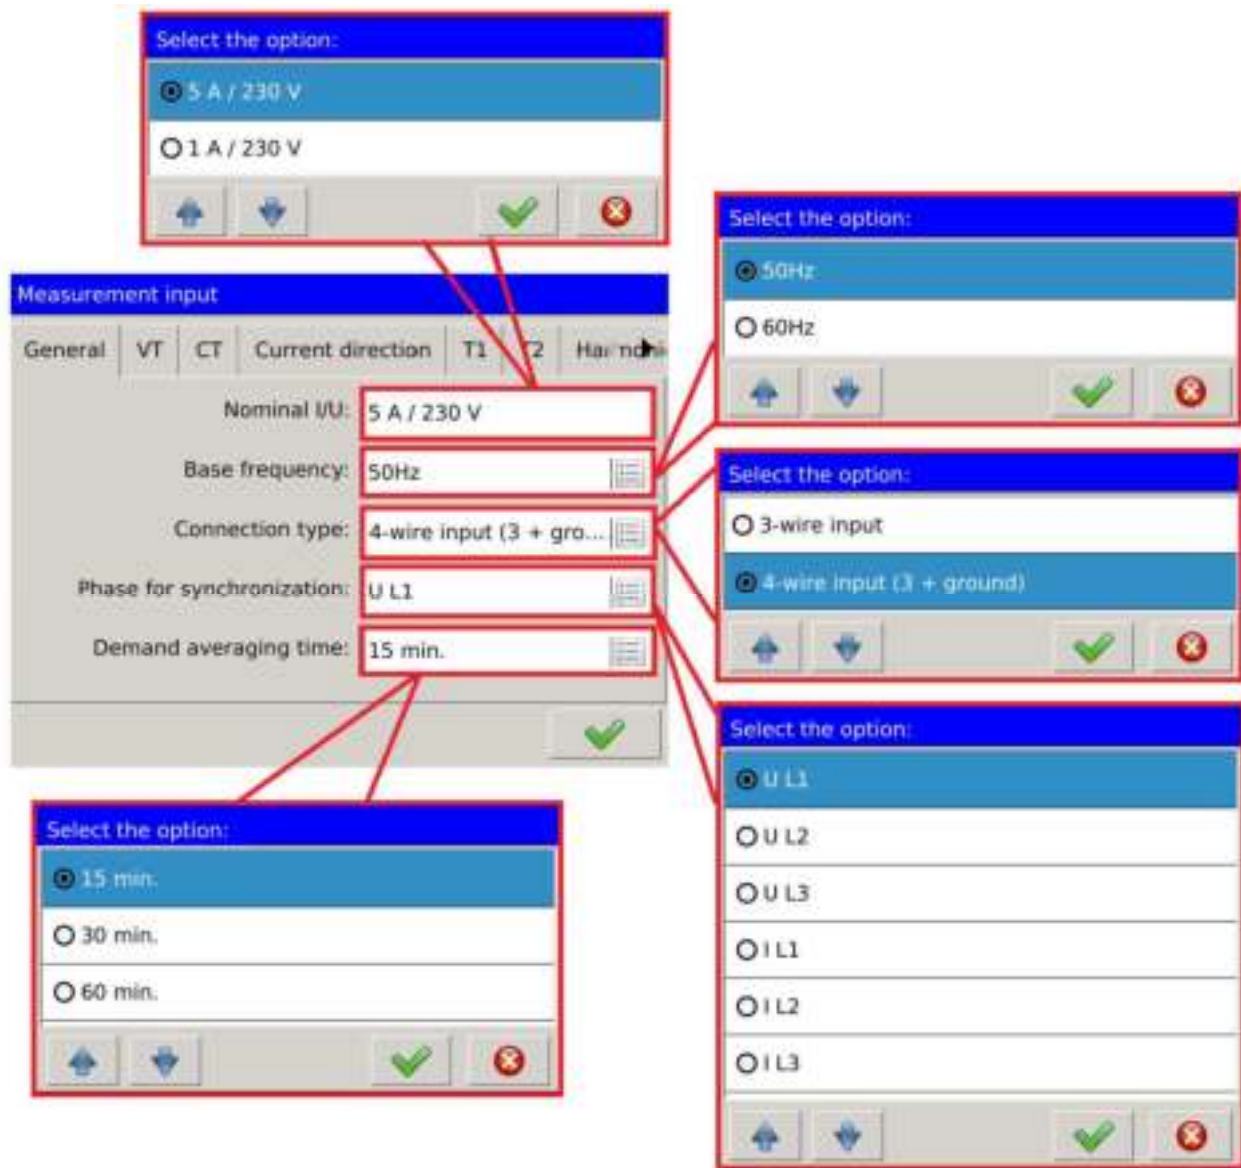 Select the option:
5 A / 230 V
1 A / 230 V
Measurement input
General VT CT Current direction T1 T2
Nominal I/U: 5 A / 230 V
Base frequency: 50Hz
Connection type: 4-wire input (3 + gro...
Phase for synchronization: U L1
Demand averaging time: 15 min.
Select the option:
50Hz
60Hz
Select the option:
3-wire input
4-wire input (3 + ground)
Select the option:
U L1
U L2
U L3
I L1
I L2
I L3
Select the option:
15 min.
30 min.
60 min.